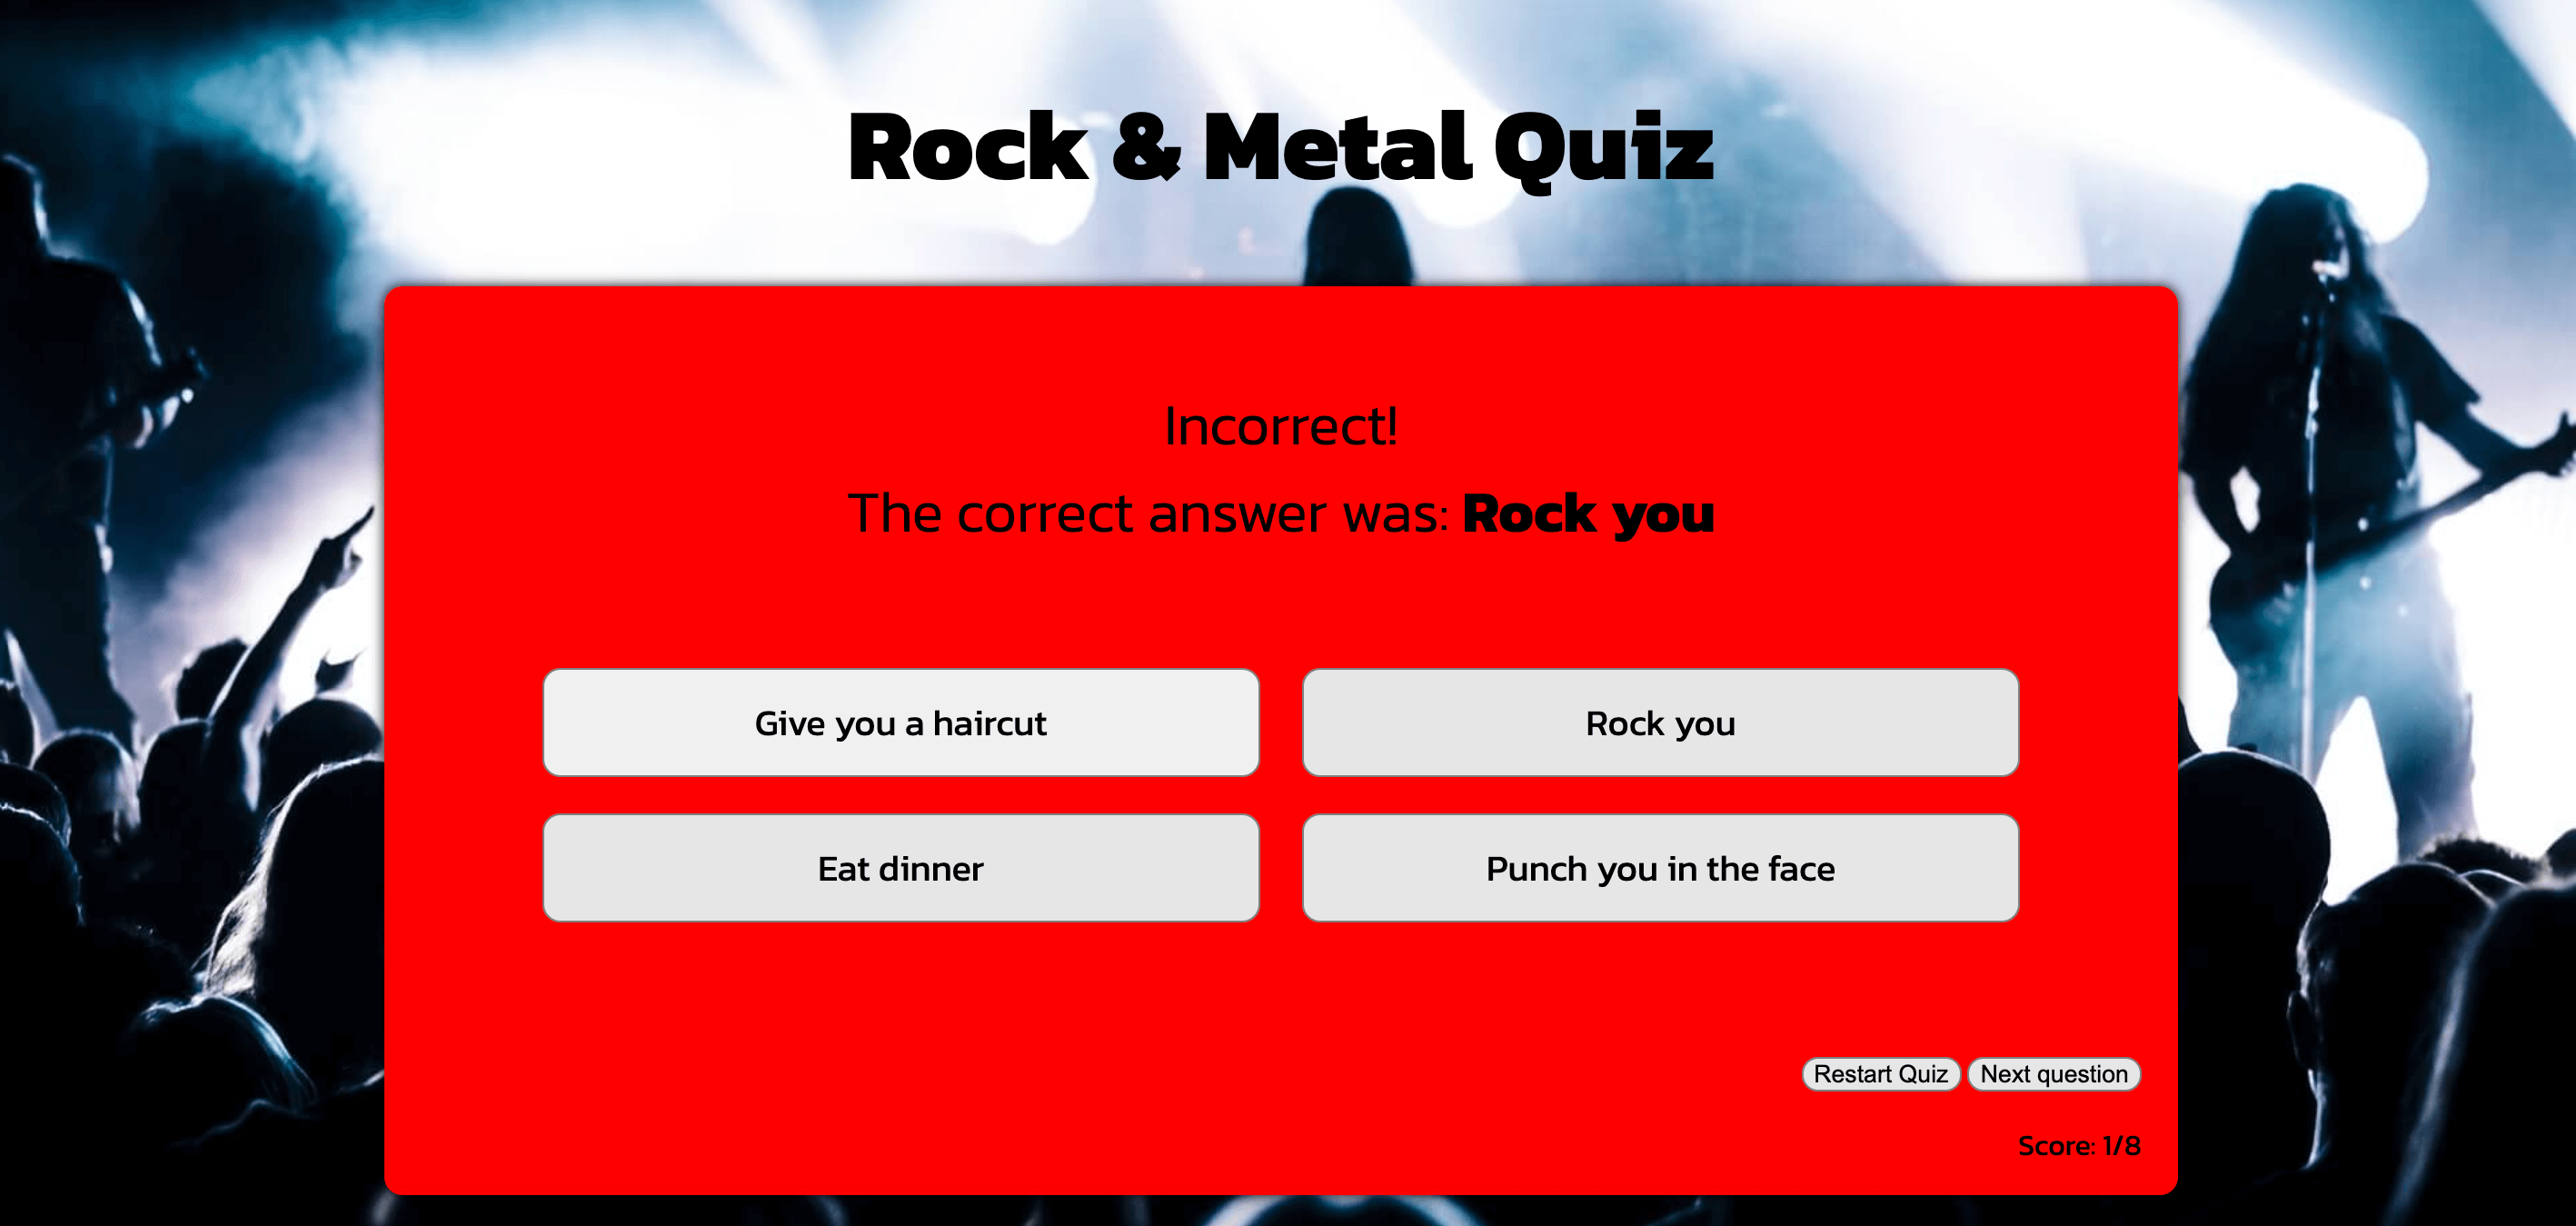 Rock & Metal Quiz
Incorrect!
The correct answer was: Rock you
Give you a haircut
Rock you
Eat dinner
Punch you in the face
Restart Quiz
Next question
Score: 1/8